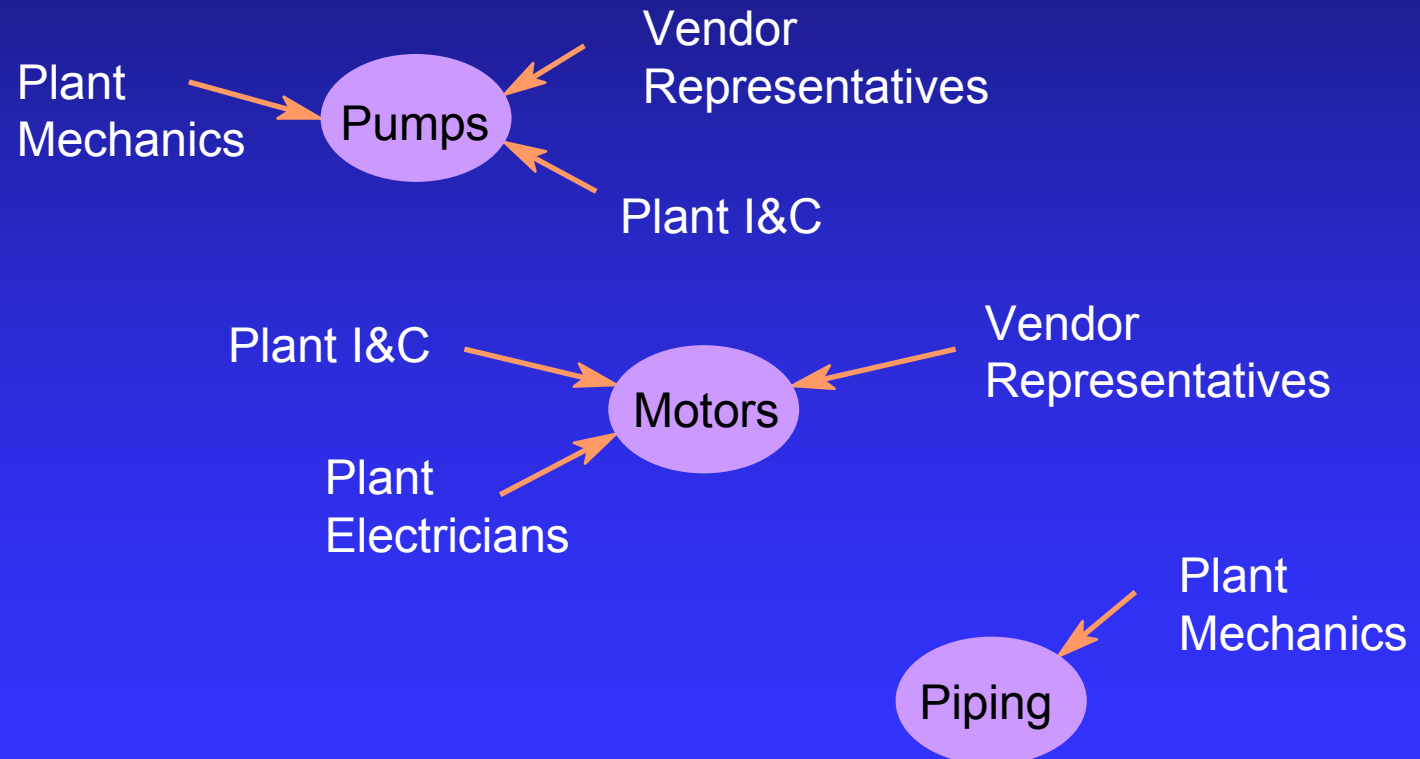 Plant
Mechanics
Pumps
Vendor
Representatives
Plant I&C
Plant I&C
Motors
Vendor
Representatives
Plant
Electricians
Plant
Mechanics
Piping